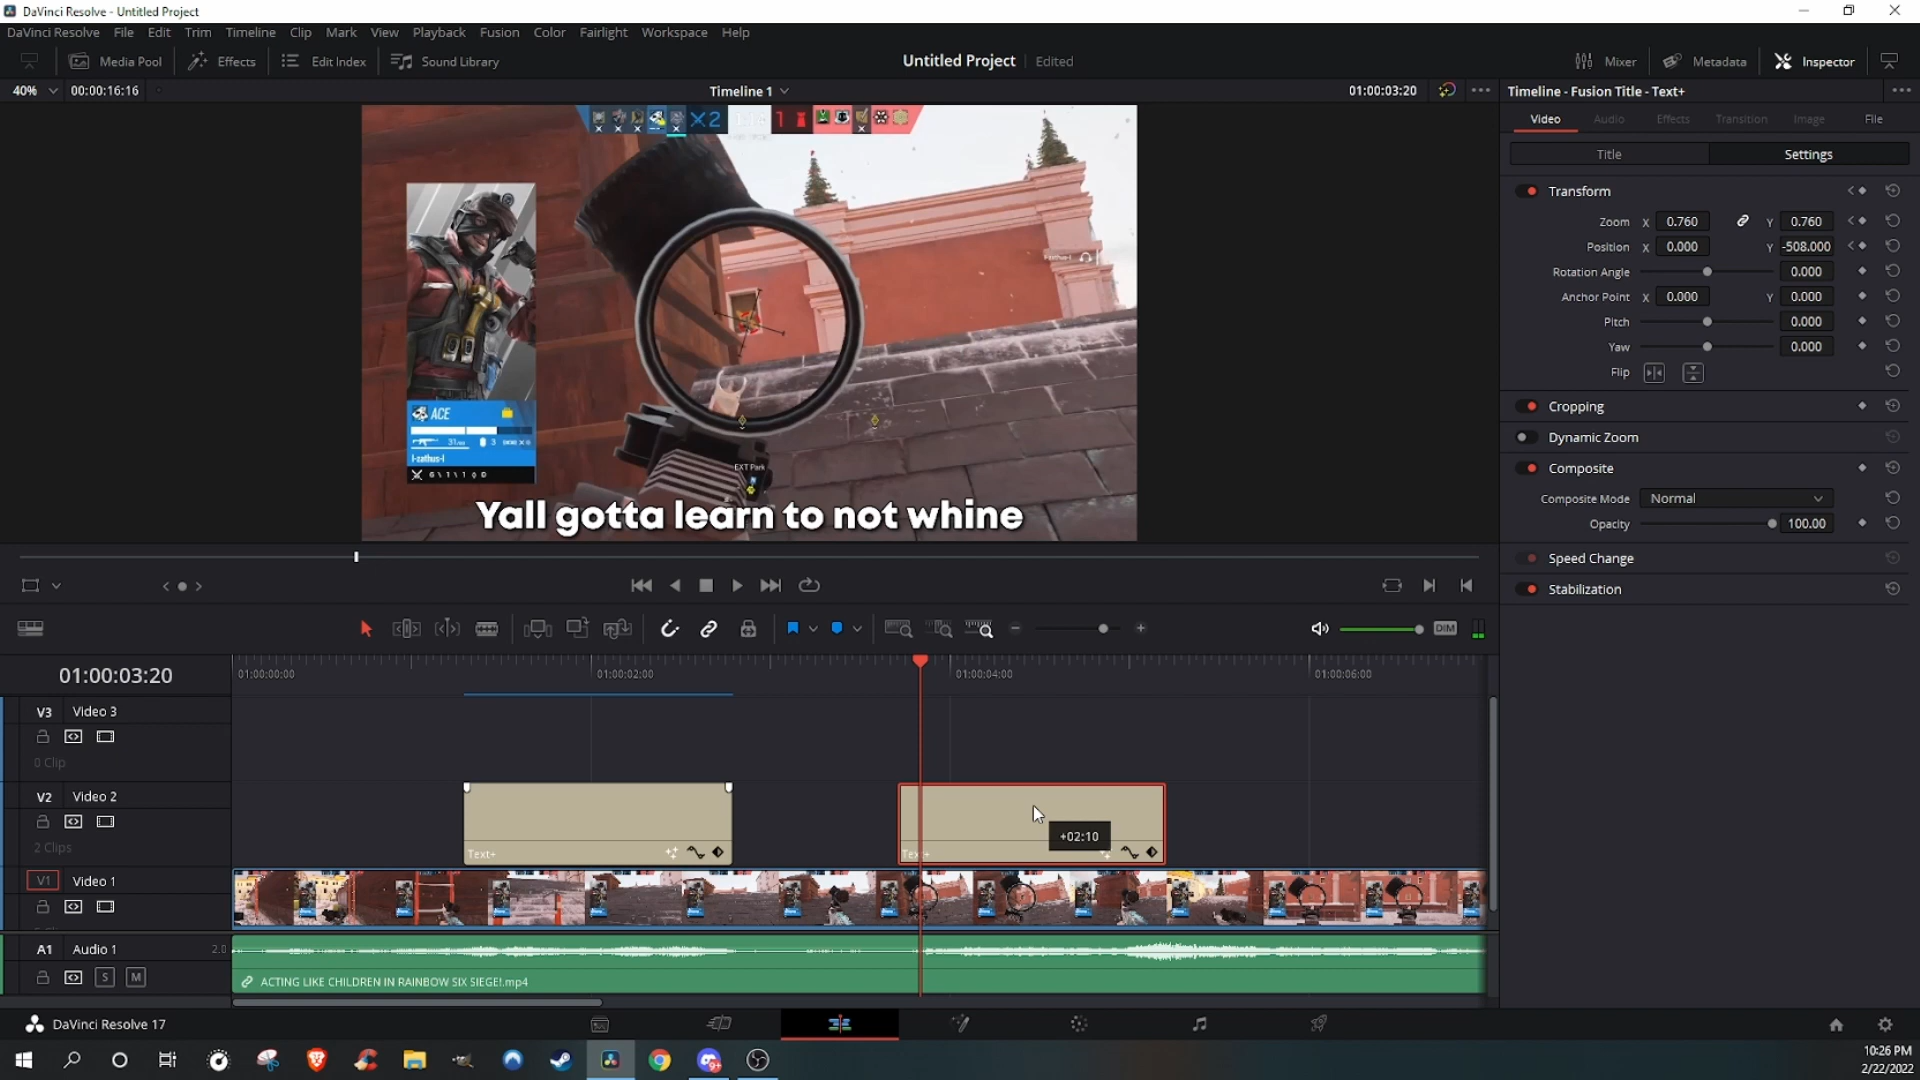 DaVinci Resolve - Untitled Project
DaVinci Resolve File Edit Trim Timeline Clip Mark View Playback Fusion Color Fairlight Workspace Help
Media Pool Effects Edit Index Sound Library Untitled Project Edited Mixer Metadata Inspector
40% 00:00:16:16 Timeline 1 01:00:03:20 Timeline - Fusion Title - Text+
Video Audio Effects Transition Image File
Title Settings
Transform
Zoom X 0.760 Y 0.760
Position X 0.000 Y -508.000
Rotation Angle 0.000
Anchor Point X 0.000 Y 0.000
Pitch 0.000
Yaw 0.000
Flip
Cropping
Dynamic Zoom
Composite
Composite Mode Normal
Opacity 100.00
Speed Change
Stabilization
2 1
ACE
EXT Park
Yall gotta learn to not whine
DIM
01:00:03:20 01:00:00:00 01:00:02:00 01:00:04:00 01:00:06:00
V3 Video 3
0 Clip
V2 Video 2
2 Clips
+02:10
Text+
V1 Video 1
A1 Audio 1 2.0
S M
ACTING LIKE CHILDREN IN RAINBOW SIX SIEGE!.mp4
DaVinci Resolve 17
10:26 PM
2/22/2022